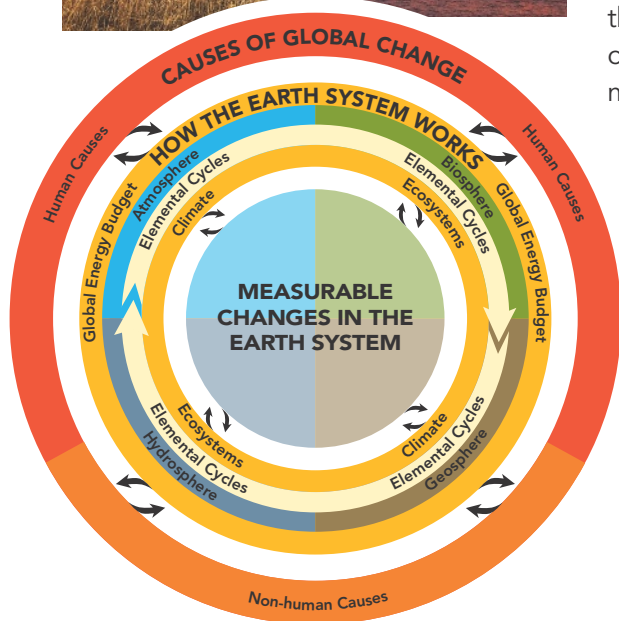 th
c
n
CAUSES OF GLOBAL CHANGE
Human Causes
Human Causes
HOW THE EARTH SYSTEM WORKS
Global Energy Budget
Global Energy Budget
Atmosphere
Biosphere
Elemental Cycles
Elemental Cycles
Climate
Ecosystems
MEASURABLE
CHANGES IN THE
EARTH SYSTEM
Ecosystems
Climate
Elemental Cycles
Elemental Cycles
Hydrosphere
Geosphere
Non-human Causes